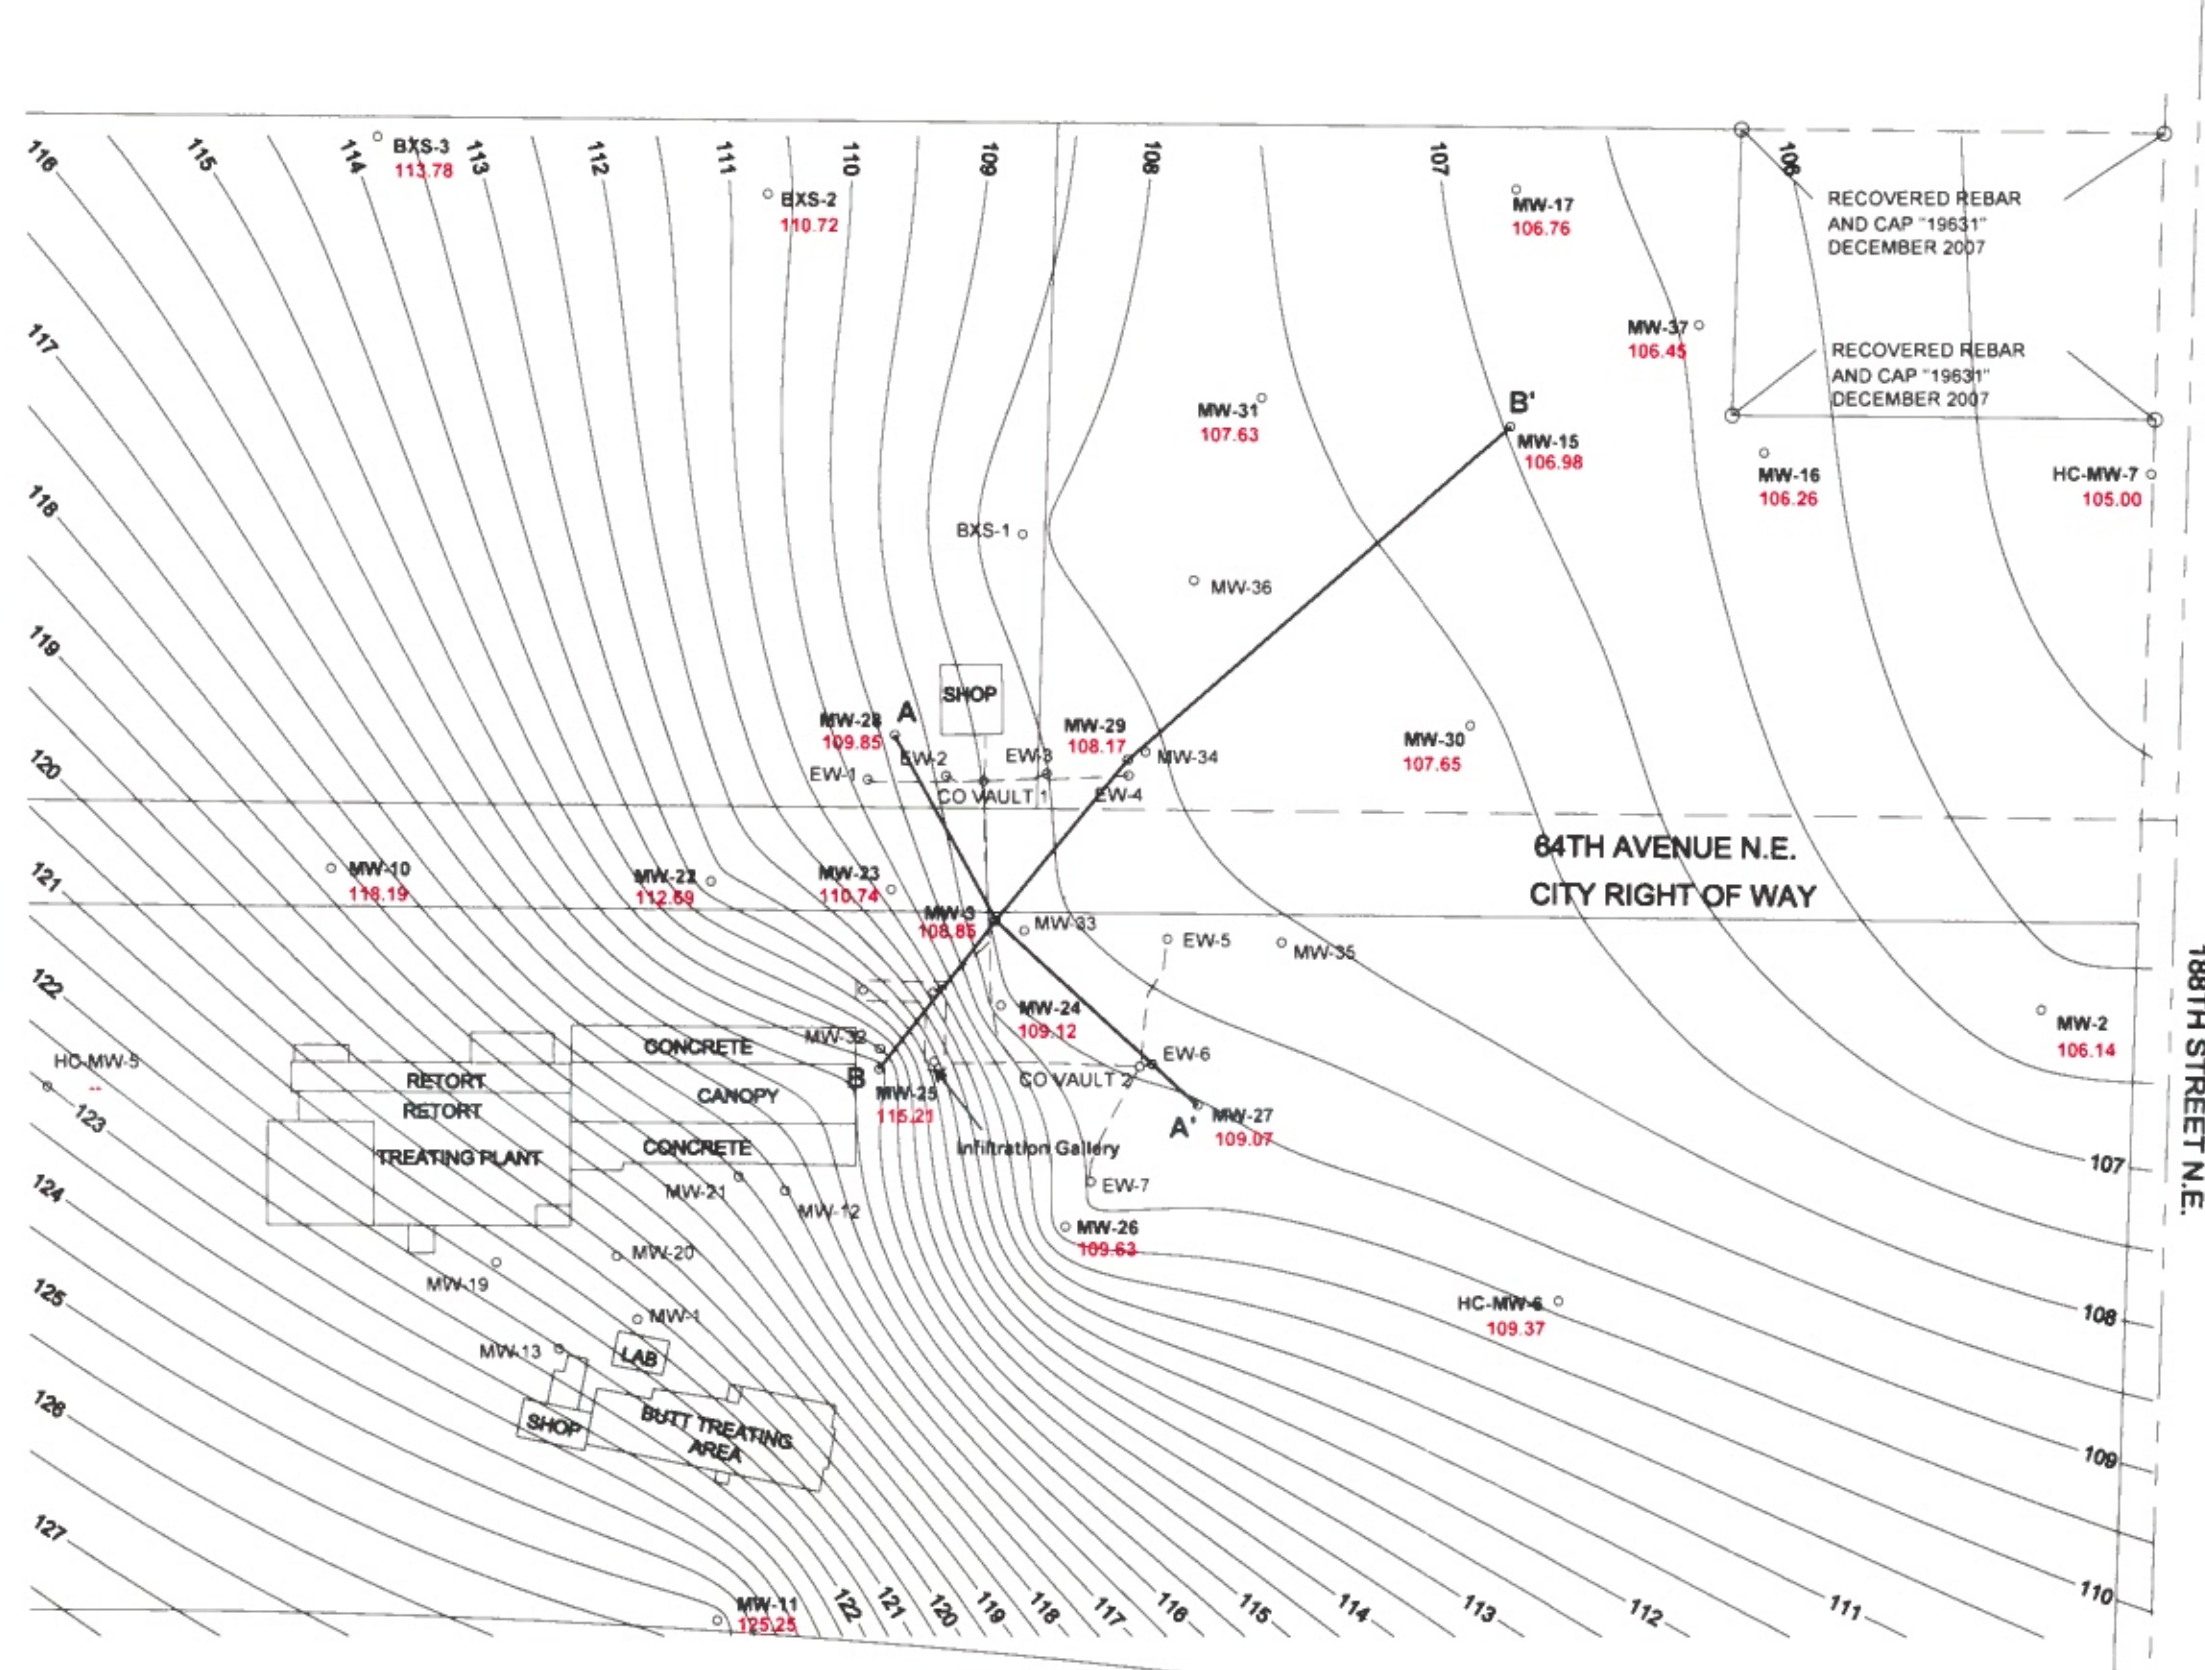 116
115
114
BXS-3
113.78
113
112
111
BXS-2
110.72
110
109
108
107
MW-17
106.76
106
RECOVERED REBAR
AND CAP "19631"
DECEMBER 2007
117
MW-37
106.45
RECOVERED REBAR
AND CAP "19631"
DECEMBER 2007
MW-31
107.63
B'
MW-15
106.98
MW-16
106.26
HC-MW-7
105.00
118
BXS-1
MW-36
119
SHOP
A
MW-28
109.85
EW-2
EW-1
EW-3
MW-29
108.17
MW-34
EW-4
CO VAULT 1
MW-30
107.65
120
64TH AVENUE N.E.
CITY RIGHT OF WAY
121
MW-10
118.19
MW-22
112.69
MW-23
110.74
MW-3
108.85
MW-33
EW-5
MW-35
188TH STREET N.E.
122
MW-24
109.12
MW-2
106.14
HC-MW-5
--
123
CONCRETE
MW-32
RETORT
RETORT
CANOPY
B
MW-25
115.21
CO VAULT 2
EW-6
A'
MW-27
109.07
TREATING PLANT
CONCRETE
Infiltration Gallery
107
124
MW-21
MW-12
EW-7
MW-26
109.63
MW-20
MW-19
125
HC-MW-6
109.37
108
MW-1
MW-13
LAB
126
SHOP
BUTT TREATING
AREA
109
127
110
MW-11
125.25
122
121
120
119
118
117
116
115
114
113
112
111